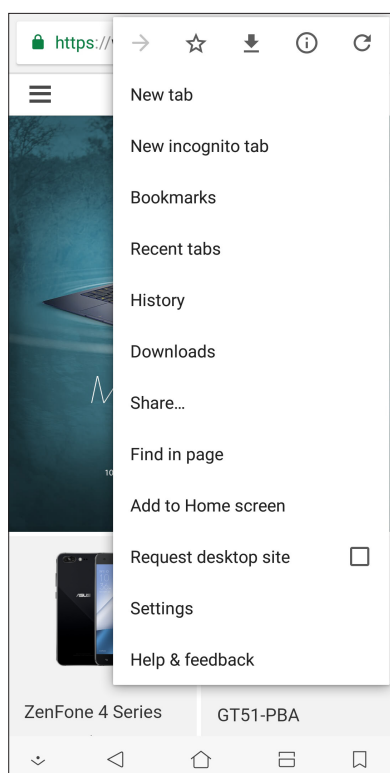 https://
New tab
New incognito tab
Bookmarks
Recent tabs
History
Downloads
Share...
Find in page
Add to Home screen
Request desktop site
Settings
Help & feedback
ASUS
ZenFone 4 Series
GT51-PBA